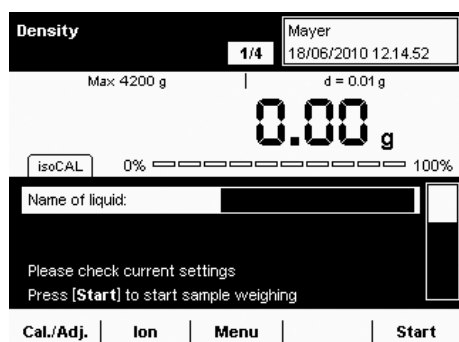 Density
1/4
Mayer
18/06/2010 12.14.52
Max 4200 g
d = 0.01 g
0.00 g
isoCAL 0% 100%
Name of liquid:
Please check current settings
Press [Start] to start sample weighing
Cal./Adj. Ion Menu Start